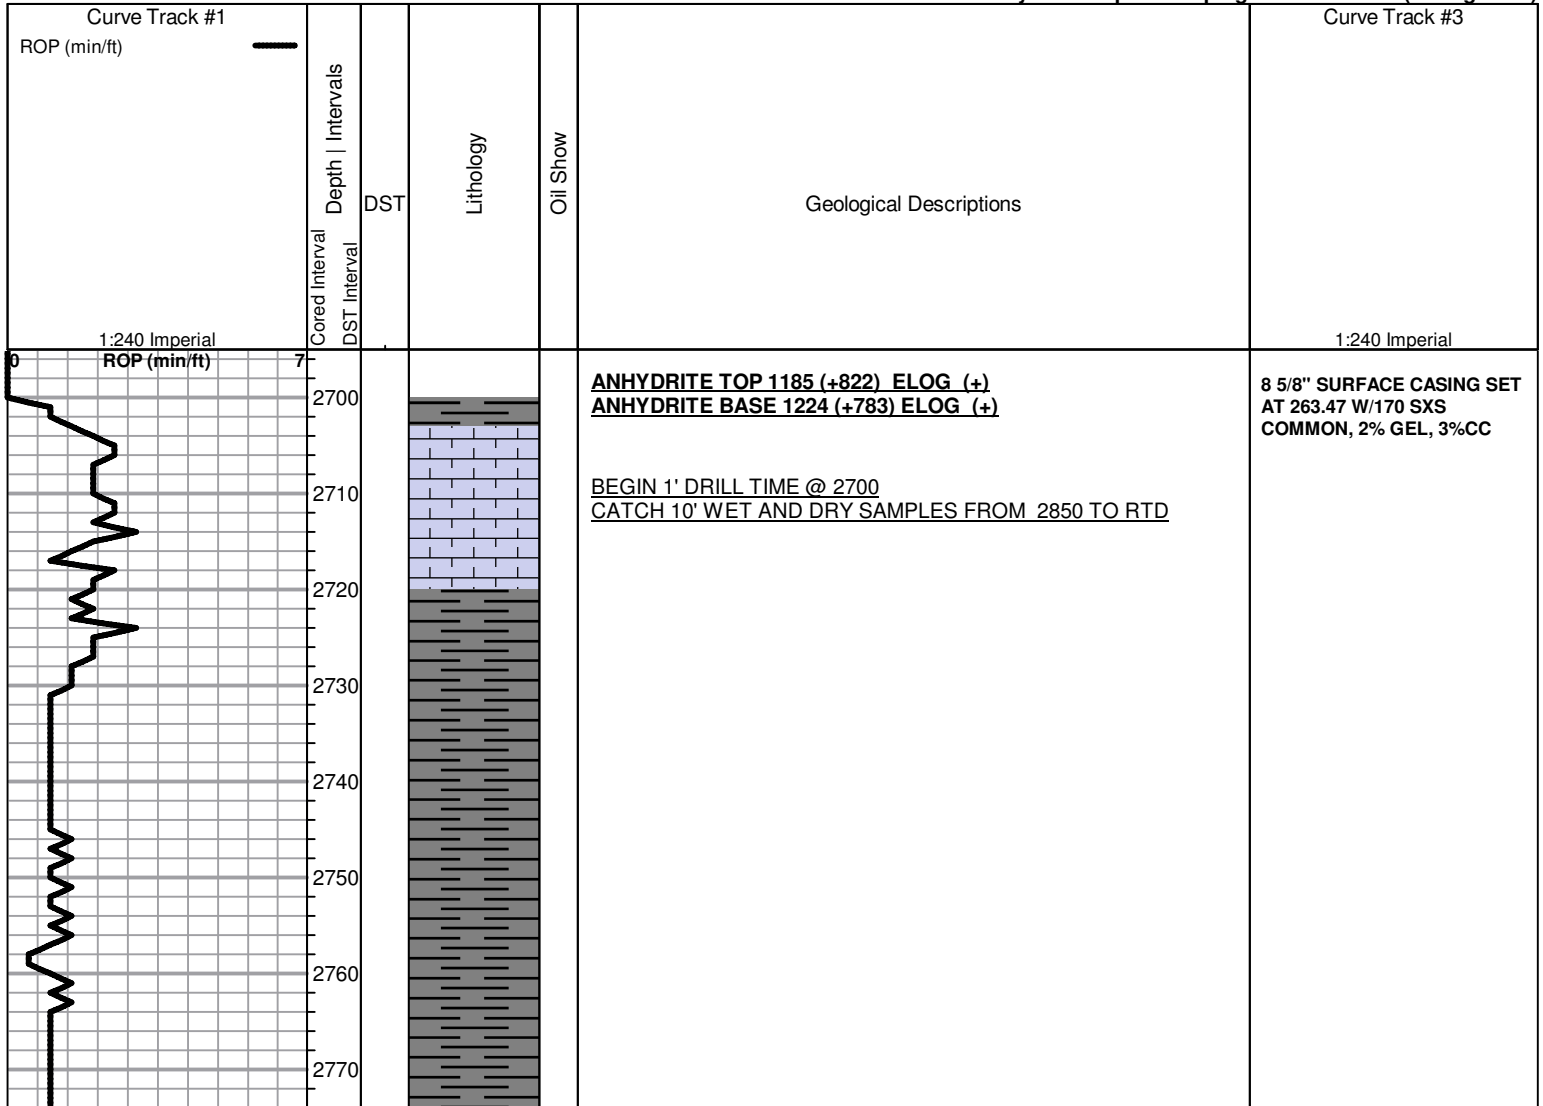 Curve Track #1
ROP (min/ft)
1:240 Imperial
Depth | Intervals
Cored Interval
DST Interval
DST
Lithology
Oil Show
Geological Descriptions
Curve Track #3
1:240 Imperial
0 ROP (min/ft) 7
2700
2710
2720
2730
2740
2750
2760
2770
ANHYDRITE TOP 1185 (+822) ELOG (+)
ANHYDRITE BASE 1224 (+783) ELOG (+)
BEGIN 1' DRILL TIME @ 2700
CATCH 10' WET AND DRY SAMPLES FROM 2850 TO RTD
8 5/8" SURFACE CASING SET
AT 263.47 W/170 SXS
COMMON, 2% GEL, 3%CC